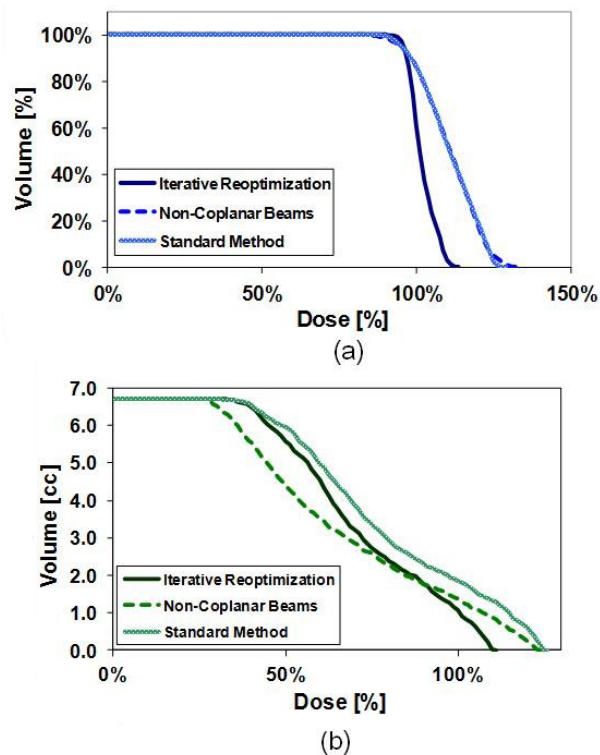 100%
80%
60%
40%
20%
0%
Volume [%]
Iterative Reoptimization
Non-Coplanar Beams
Standard Method
0%
50%
100%
150%
Dose [%]
(a)
7.0
6.0
5.0
4.0
3.0
2.0
1.0
0.0
Volume [cc]
Iterative Reoptimization
Non-Coplanar Beams
Standard Method
0%
50%
100%
Dose [%]
(b)